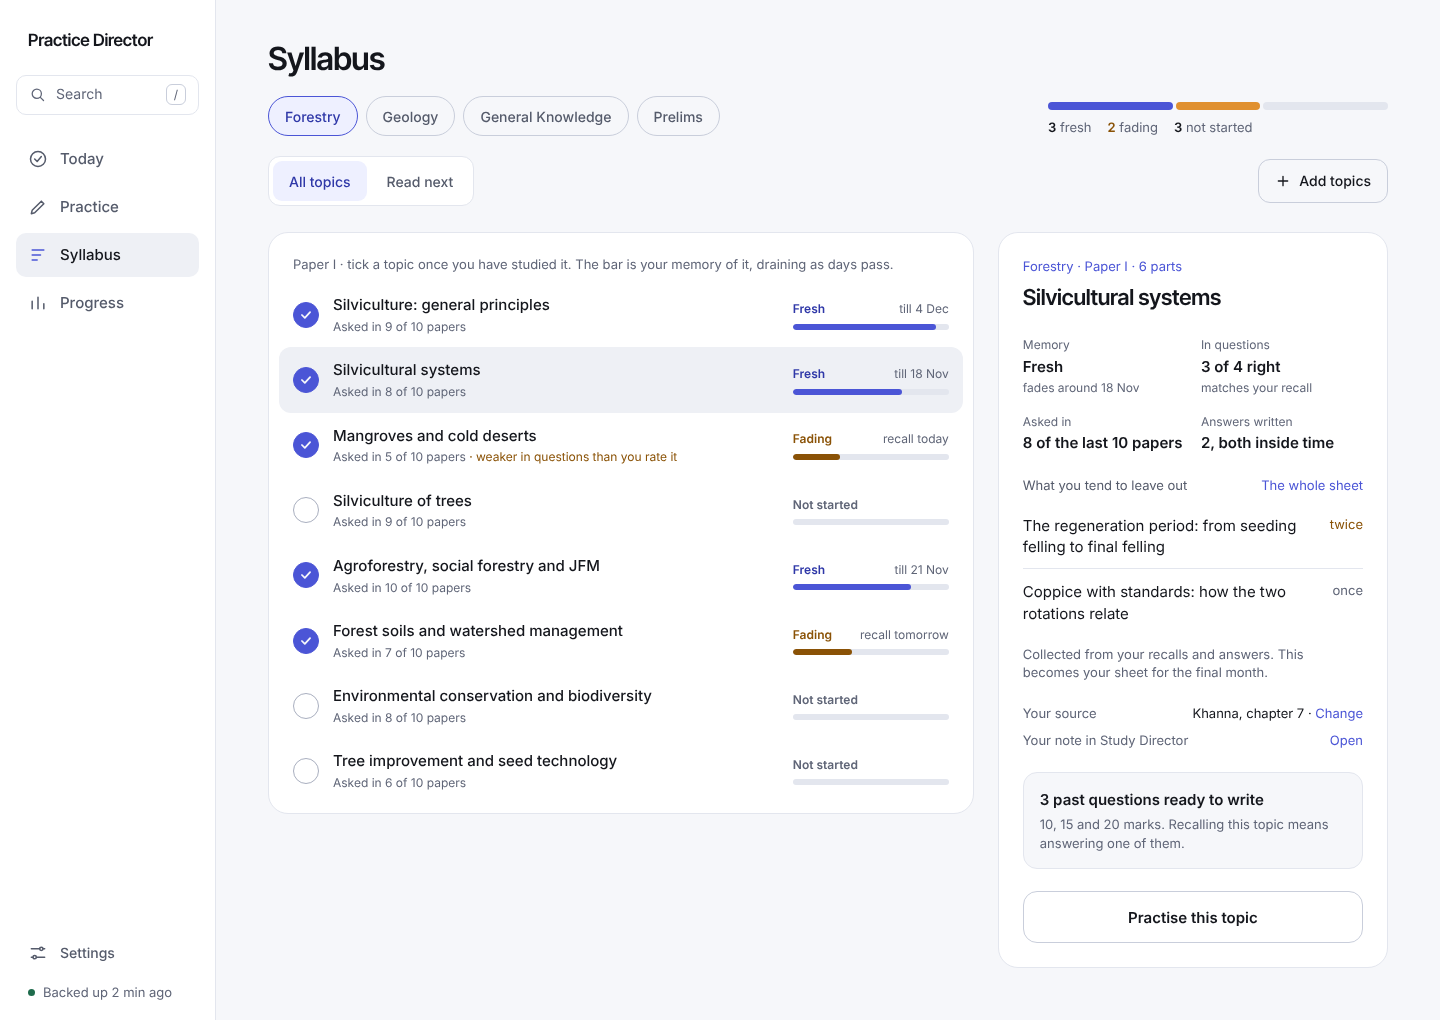 Practice Director
Search /
Today
Practice
Syllabus
Progress
Settings
Backed up 2 min ago
Syllabus
Forestry Geology General Knowledge Prelims
3 fresh 2 fading 3 not started
All topics Read next
+ Add topics
Paper I · tick a topic once you have studied it. The bar is your memory of it, draining as days pass.
Silviculture: general principles
Asked in 9 of 10 papers
Fresh till 4 Dec
Silvicultural systems
Asked in 8 of 10 papers
Fresh till 18 Nov
Mangroves and cold deserts
Asked in 5 of 10 papers · weaker in questions than you rate it
Fading recall today
Silviculture of trees
Asked in 9 of 10 papers
Not started
Agroforestry, social forestry and JFM
Asked in 10 of 10 papers
Fresh till 21 Nov
Forest soils and watershed management
Asked in 7 of 10 papers
Fading recall tomorrow
Environmental conservation and biodiversity
Asked in 8 of 10 papers
Not started
Tree improvement and seed technology
Asked in 6 of 10 papers
Not started
Forestry · Paper I · 6 parts
Silvicultural systems
Memory
Fresh
fades around 18 Nov
In questions
3 of 4 right
matches your recall
Asked in
8 of the last 10 papers
Answers written
2, both inside time
What you tend to leave out The whole sheet
The regeneration period: from seeding twice
felling to final felling
Coppice with standards: how the two once
rotations relate
Collected from your recalls and answers. This
becomes your sheet for the final month.
Your source Khanna, chapter 7 · Change
Your note in Study Director Open
3 past questions ready to write
10, 15 and 20 marks. Recalling this topic means
answering one of them.
Practise this topic